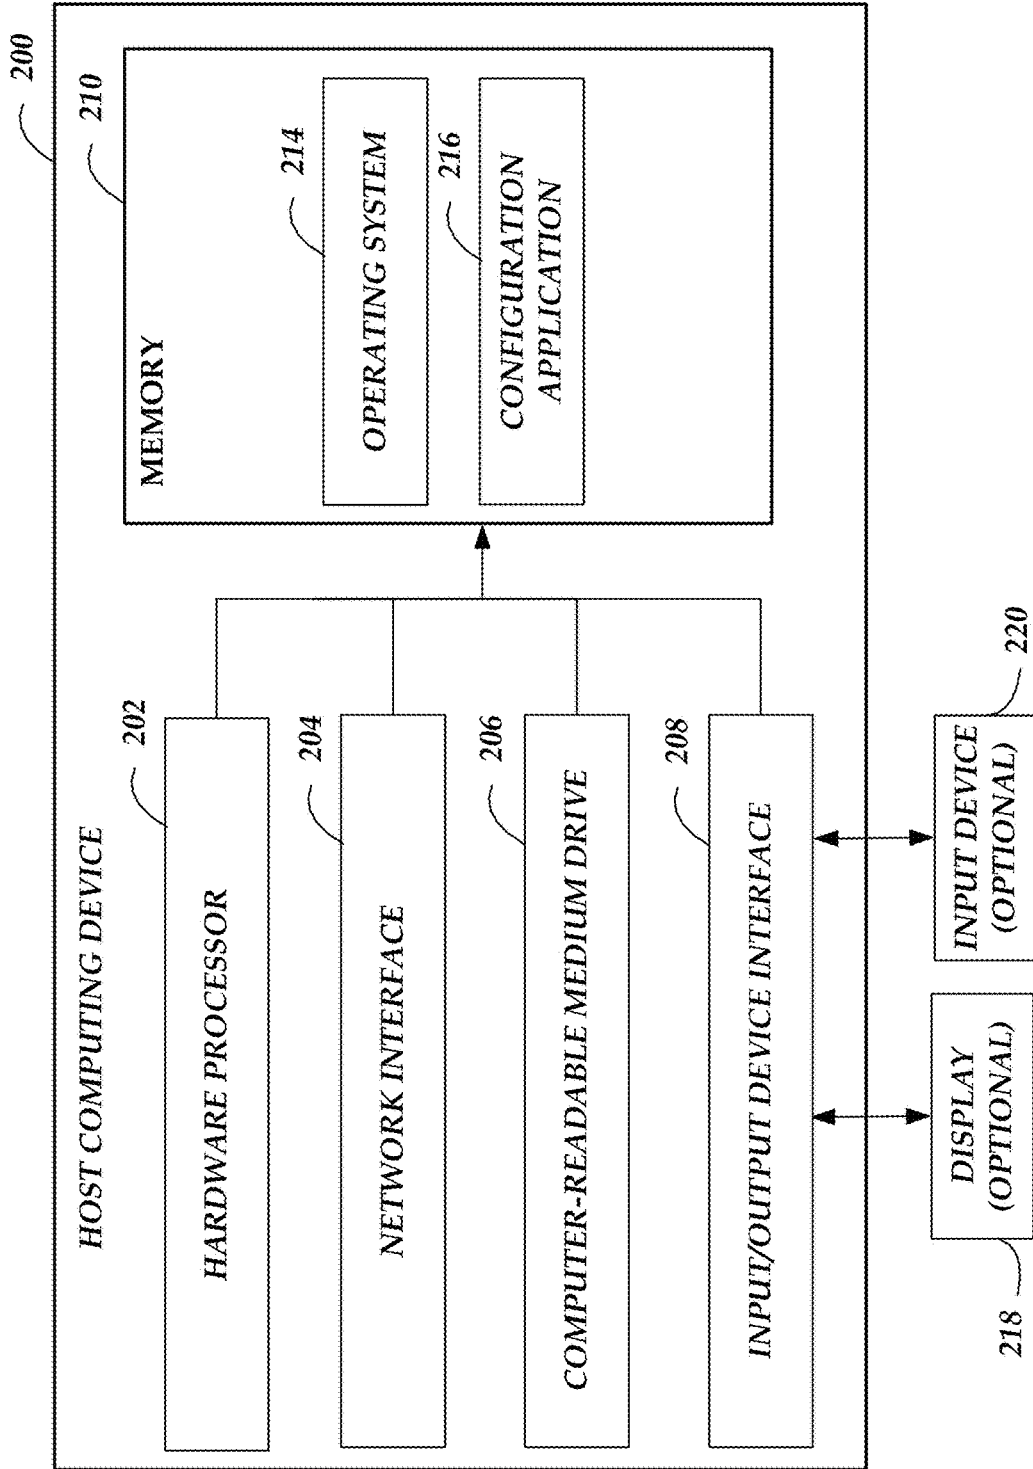 200
HOST COMPUTING DEVICE
202
HARDWARE PROCESSOR
204
NETWORK INTERFACE
206
COMPUTER-READABLE MEDIUM DRIVE
208
INPUT/OUTPUT DEVICE INTERFACE
210
MEMORY
214
OPERATING SYSTEM
216
CONFIGURATION
APPLICATION
218
DISPLAY
(OPTIONAL)
INPUT DEVICE
(OPTIONAL)
220